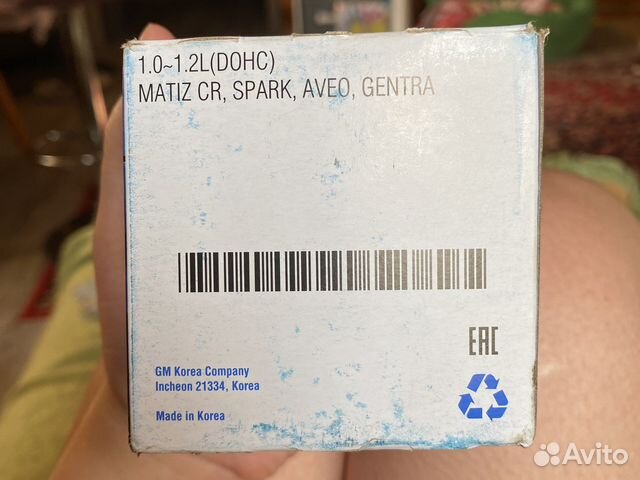 1.0~1.2L(DOHC)
MATIZ CR, SPARK, AVEO, GENTRA
EAC
GM Korea Company
Incheon 21334, Korea
Made in Korea
Avito